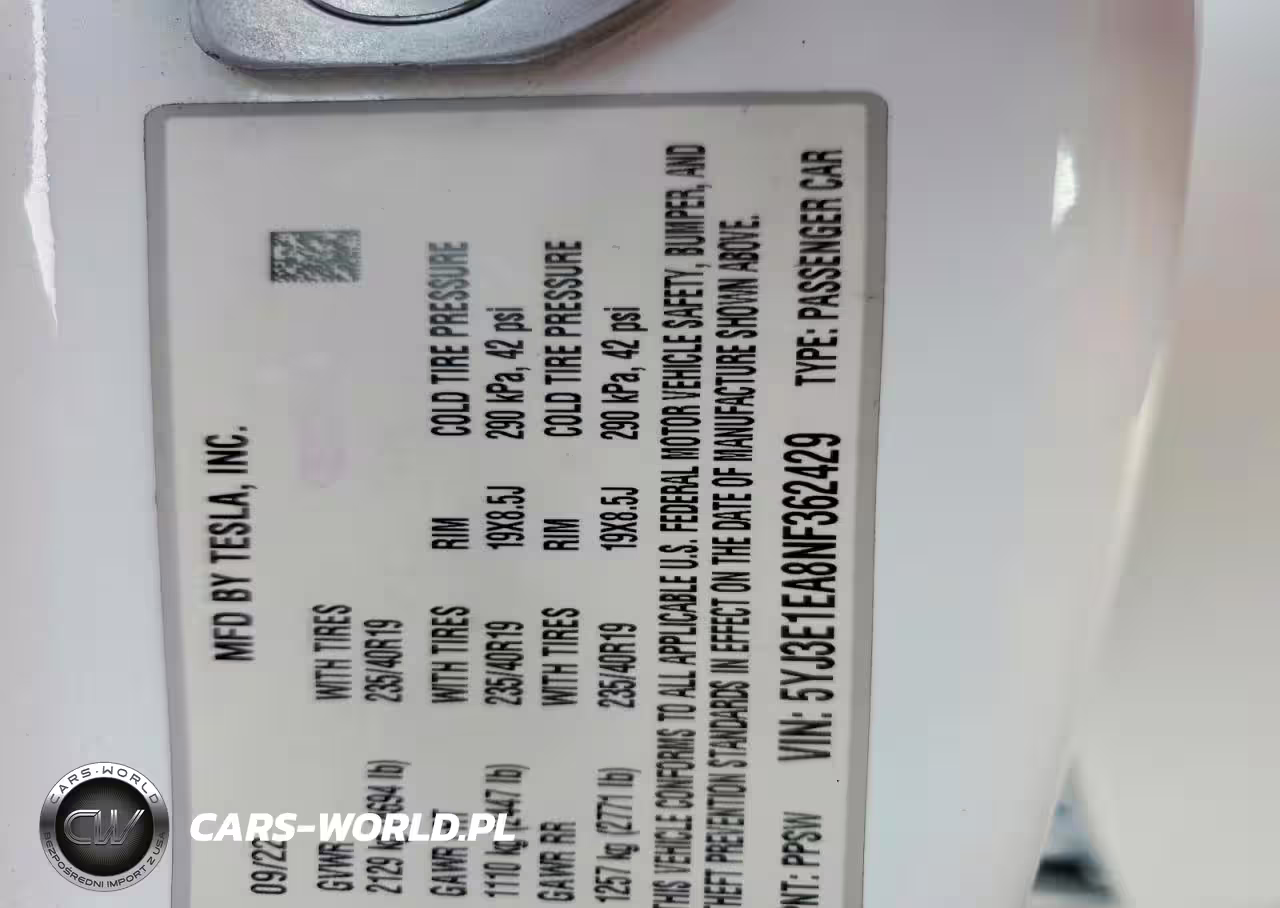 MFD BY TESLA, INC.
09/22
GVWR WITH TIRES
2129 694 lb) 235/40R19
GAWR WITH TIRES RIM COLD TIRE PRESSURE
1110 kg 447 lb) 235/40R19 19X8.5J 290 kPa, 42 psi
GAWR RR WITH TIRES RIM COLD TIRE PRESSURE
1257 kg (2771 lb) 235/40R19 19X8.5J 290 kPa, 42 psi
THIS VEHICLE CONFORMS TO ALL APPLICABLE U.S. FEDERAL MOTOR VEHICLE SAFETY, BUMPER, AND
THEFT PREVENTION STANDARDS IN EFFECT ON THE DATE OF MANUFACTURE SHOWN ABOVE.
PNT: PPSW VIN: 5YJ3E1EA8NF362429 TYPE: PASSENGER CAR
CARS-WORLD
CW
BEZPOŚREDNI IMPORT Z USA
CARS-WORLD.PL